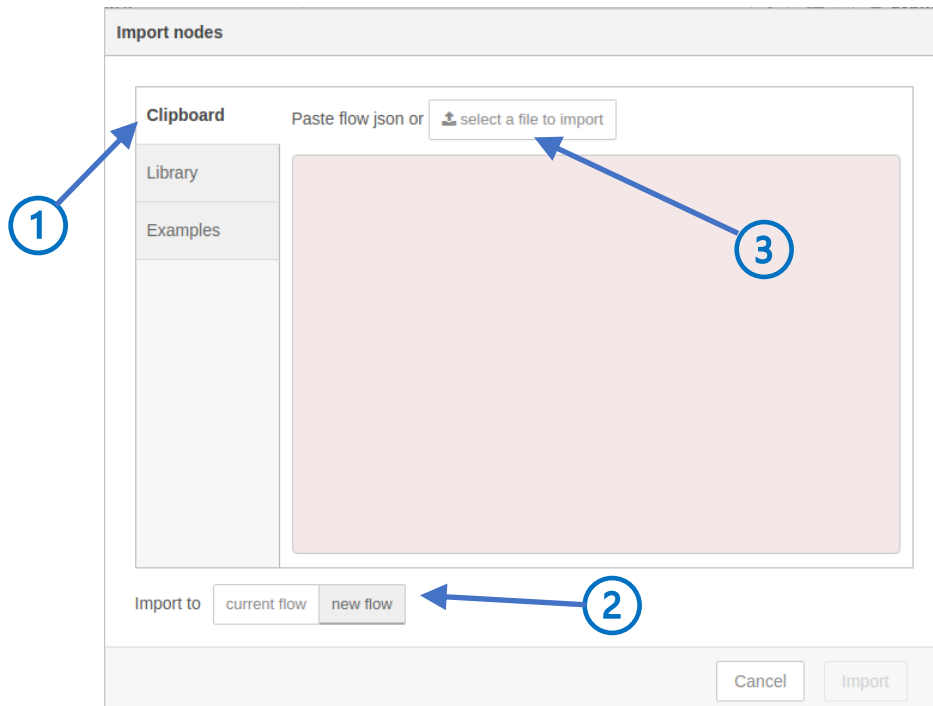 Import nodes
Clipboard
Paste flow json or select a file to import
Library
1
Examples
3
Import to current flow new flow
2
Cancel Import